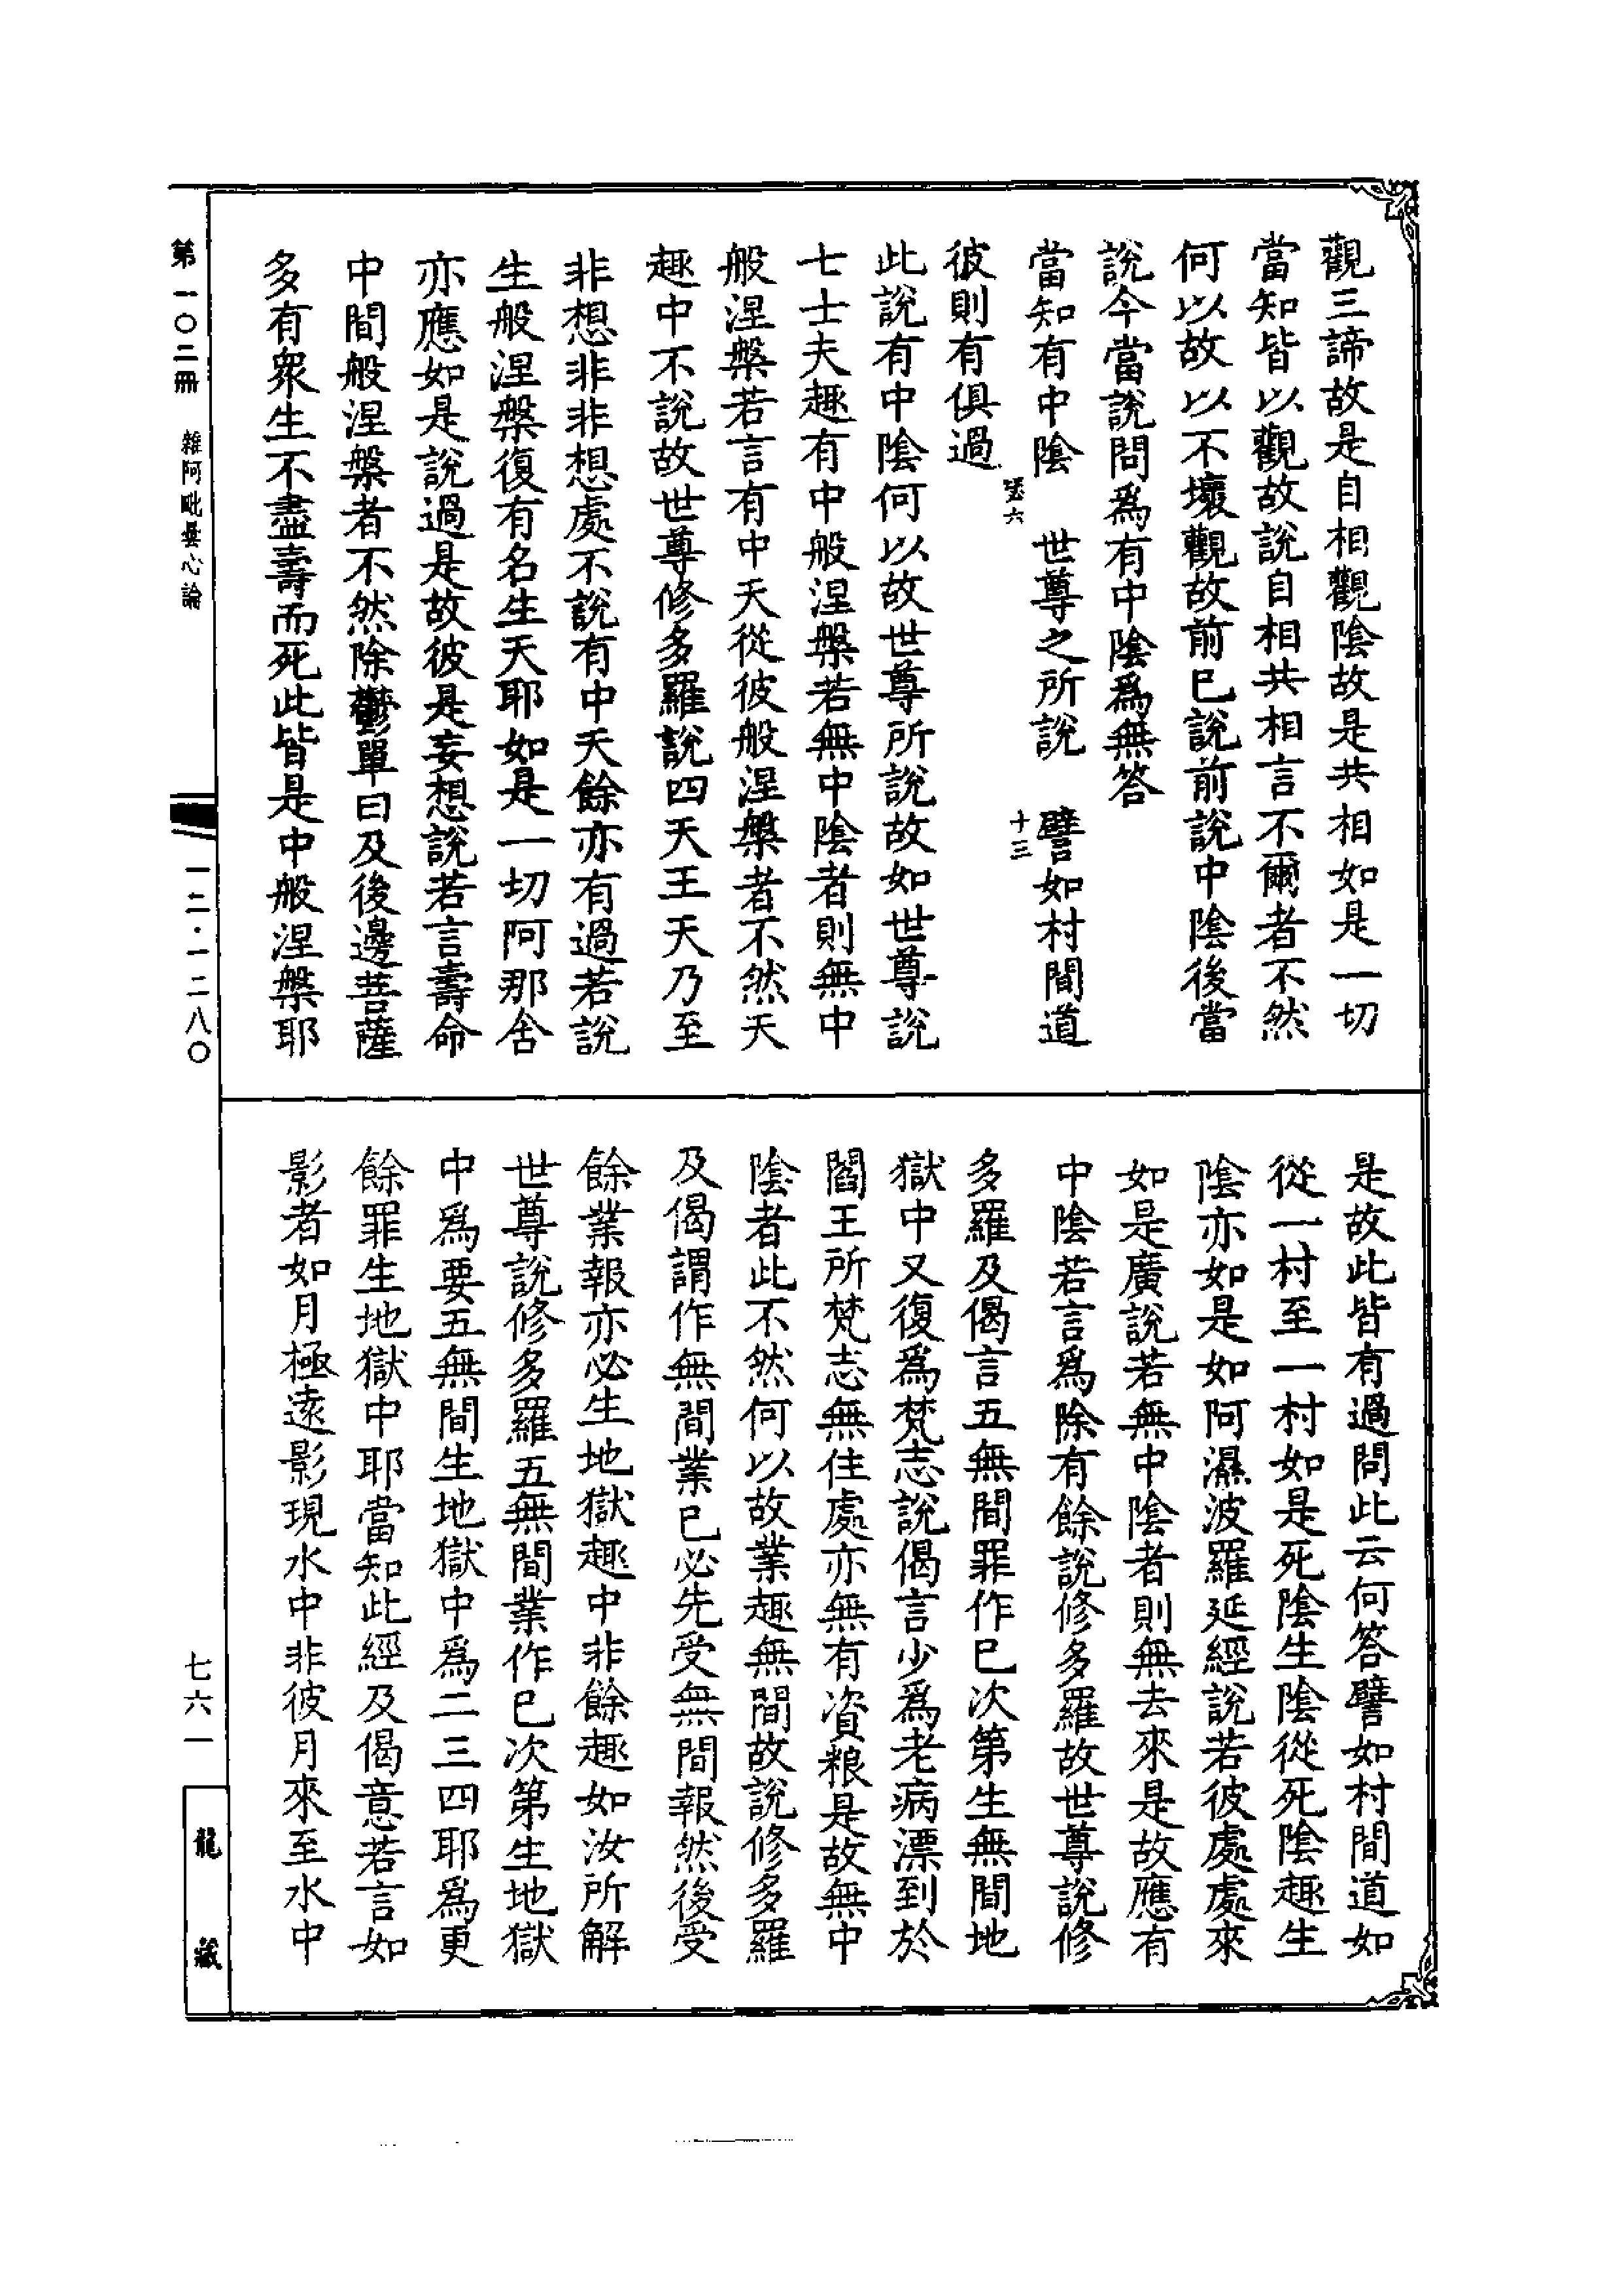 觀三諦故是自相觀陰故是共相如是一切
當知皆以觀故說自相共相言不爾者不然
何以故以不壞觀故前已說前說中陰後當
說今當說問爲有中陰爲無答
當知有中陰　世尊之所說　譬如村間道
彼則有俱過
十三
此說有中陰何以故世尊所說故如世尊說
七士夫趣有中般涅槃若無中陰者則無中
般涅槃若言有中天從彼般涅槃者不然天
趣中不說故世尊修多羅說四天王天乃至
非想非非想處不說有中天餘亦有過若說
生般涅槃復有名生天耶如是一切阿那含
亦應如是說過是故彼是妄想說若言壽命
中間般涅槃者不然除鬱單曰及後邊菩薩
多有衆生不盡壽而死此皆是中般涅槃耶
是故此皆有過問此云何答譬如村間道如
從一村至一村如是死陰生陰從死陰趣生
陰亦如是如阿濕波羅延經說若彼處處來
如是廣說若無中陰者則無去來是故應有
中陰若言爲除有餘說修多羅故世尊說修
多羅及偈言五無間罪作已次第生無間地
獄中又復爲梵志說偈言少爲老病漂到於
閻王所梵志無住處亦無有資粮是故無中
陰者此不然何以故業趣無間故說修多羅
及偈謂作無間業已必先受無間報然後受
餘業報亦必生地獄趣中非餘趣如汝所解
世尊說修多羅五無間業作已次第生地獄
中爲要五無間生地獄中爲二三四耶爲更
餘罪生地獄中耶當知此經及偈意若言如
影者如月極遠影現水中非彼月來至水中
第一〇二冊　雜阿毗曇心論
一二·一二八〇
七六一
龍藏